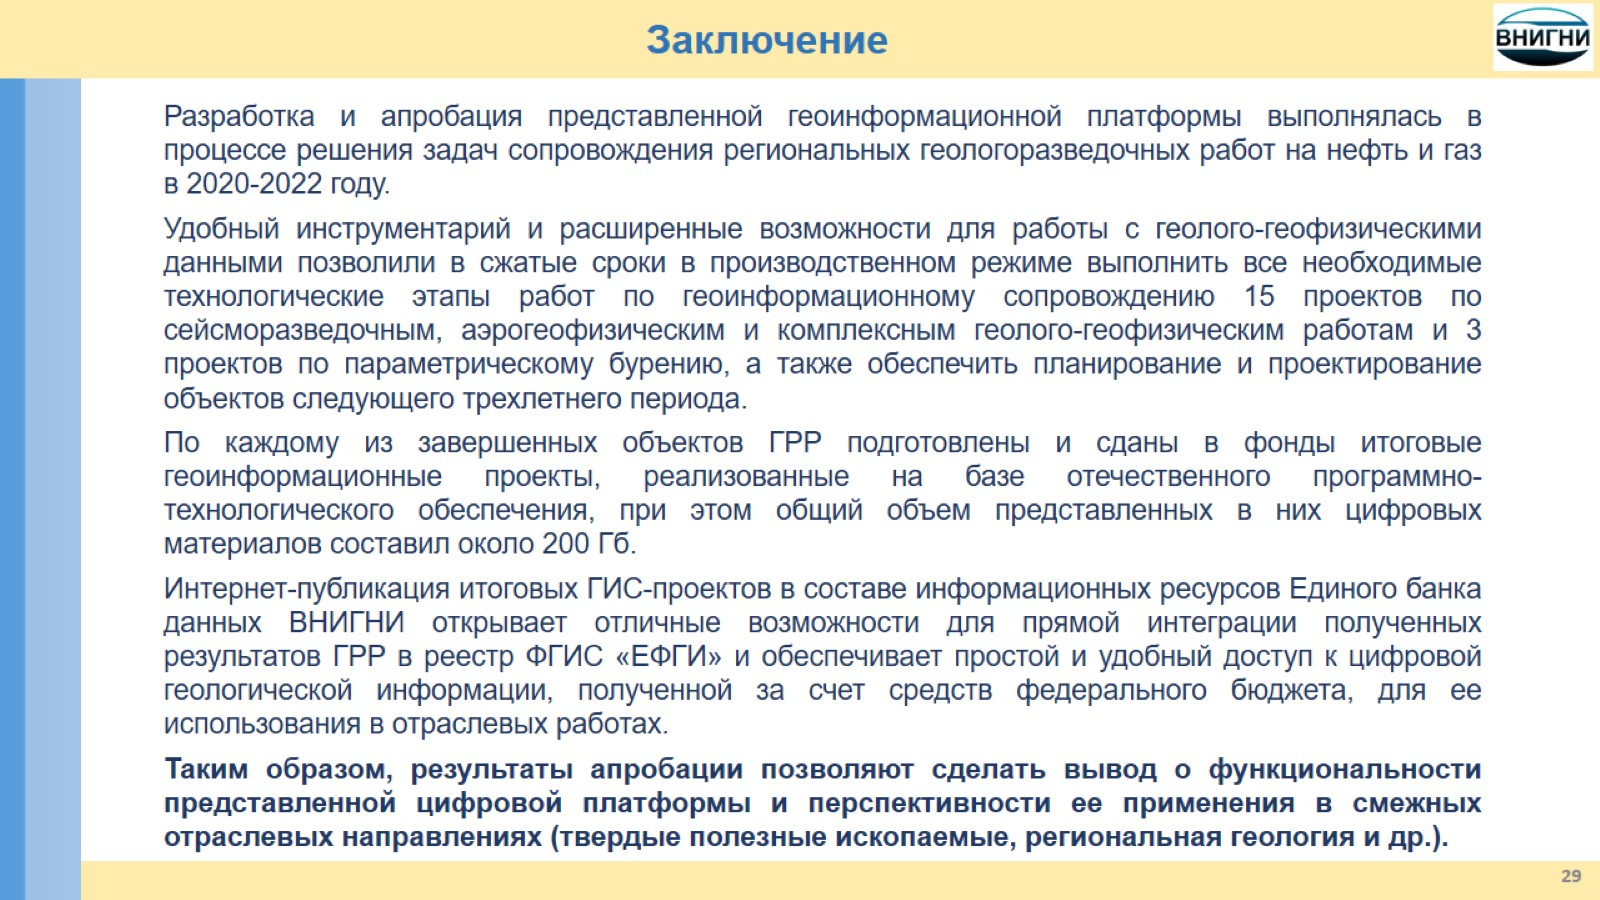 Заключение
ВНИГНИ
Разработка и апробация представленной геоинформационной платформы выполнялась в
процессе решения задач сопровождения региональных геологоразведочных работ на нефть и газ
в 2020-2022 году.
Удобный инструментарий и расширенные возможности для работы с геолого-геофизическими
данными позволили в сжатые сроки в производственном режиме выполнить все необходимые
технологические этапы работ по геоинформационному сопровождению 15 проектов по
сейсморазведочным, аэрогеофизическим и комплексным геолого-геофизическим работам и 3
проектов по параметрическому бурению, а также обеспечить планирование и проектирование
объектов следующего трехлетнего периода.
По каждому из завершенных объектов ГРР подготовлены и сданы в фонды итоговые
геоинформационные проекты, реализованные на базе отечественного программно-
технологического обеспечения, при этом общий объем представленных в них цифровых
материалов составил около 200 Гб.
Интернет-публикация итоговых ГИС-проектов в составе информационных ресурсов Единого банка
данных ВНИГНИ открывает отличные возможности для прямой интеграции полученных
результатов ГРР в реестр ФГИС «ЕФГИ» и обеспечивает простой и удобный доступ к цифровой
геологической информации, полученной за счет средств федерального бюджета, для ее
использования в отраслевых работах.
Таким образом, результаты апробации позволяют сделать вывод о функциональности
представленной цифровой платформы и перспективности ее применения в смежных
отраслевых направлениях (твердые полезные ископаемые, региональная геология и др.).
29